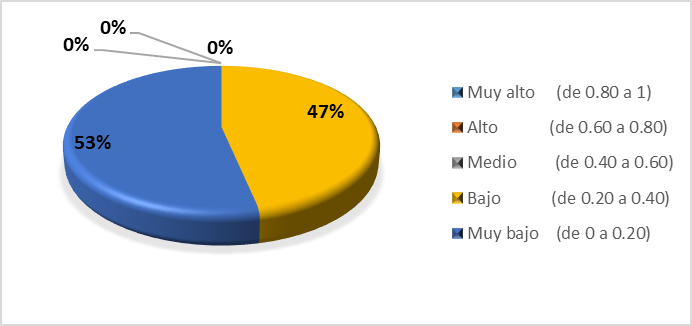 0%
0%
0%
47%
53%
Muy alto (de 0.80 a 1)
Alto (de 0.60 a 0.80)
Medio (de 0.40 a 0.60)
Bajo (de 0.20 a 0.40)
Muy bajo (de 0 a 0.20)